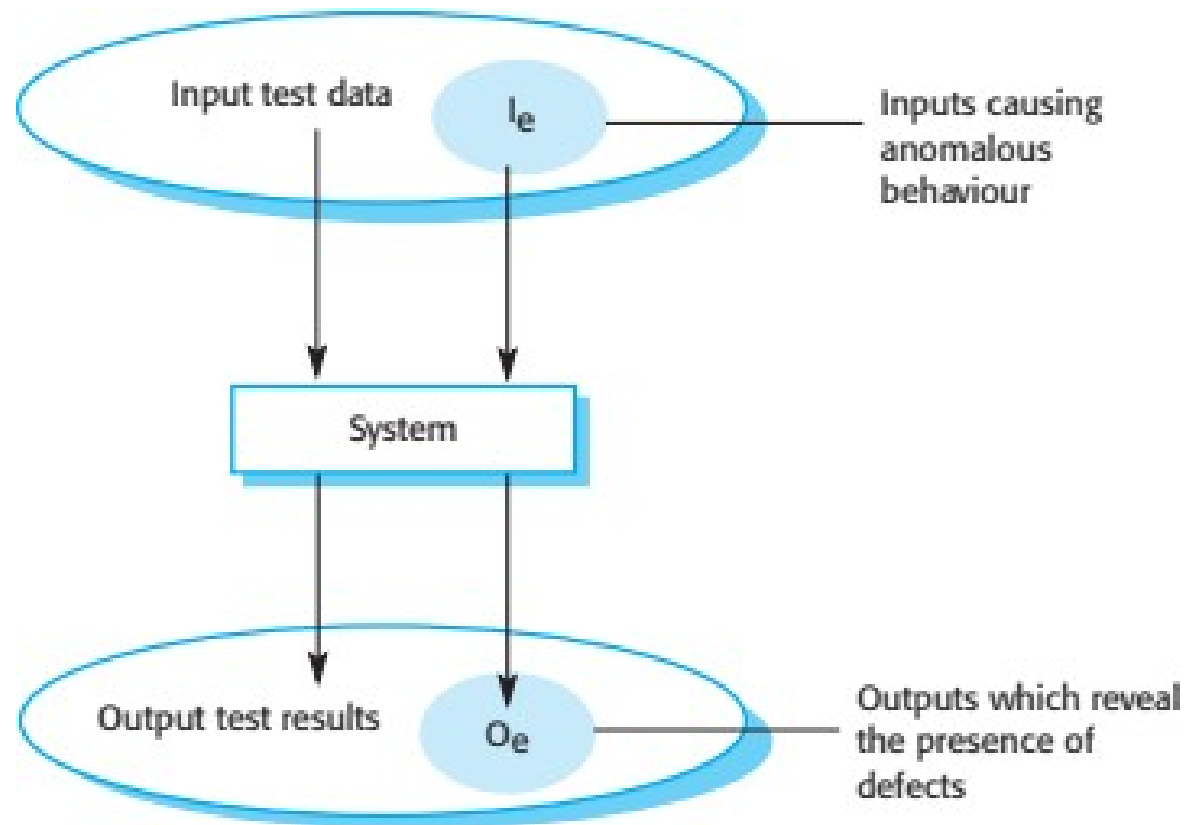 Input test data
Ie
Inputs causing
anomalous
behaviour
System
Output test results
Oe
Outputs which reveal
the presence of
defects